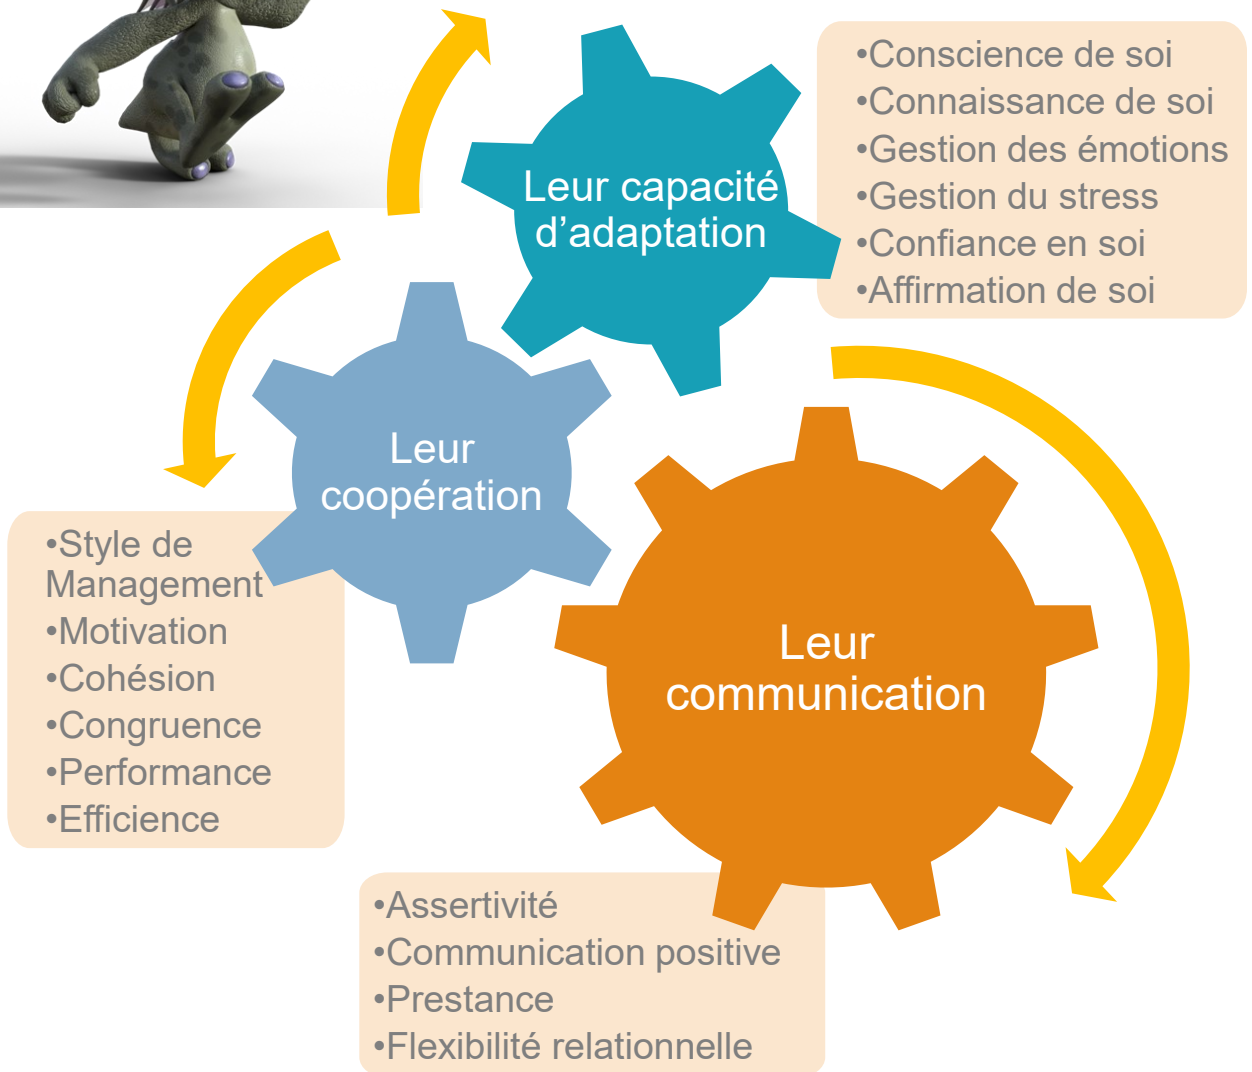 Leur capacité
d’adaptation
•Conscience de soi
•Connaissance de soi
•Gestion des émotions
•Gestion du stress
•Confiance en soi
•Affirmation de soi
Leur
coopération
•Style de
Management
•Motivation
•Cohésion
•Congruence
•Performance
•Efficience
Leur
communication
•Assertivité
•Communication positive
•Prestance
•Flexibilité relationnelle